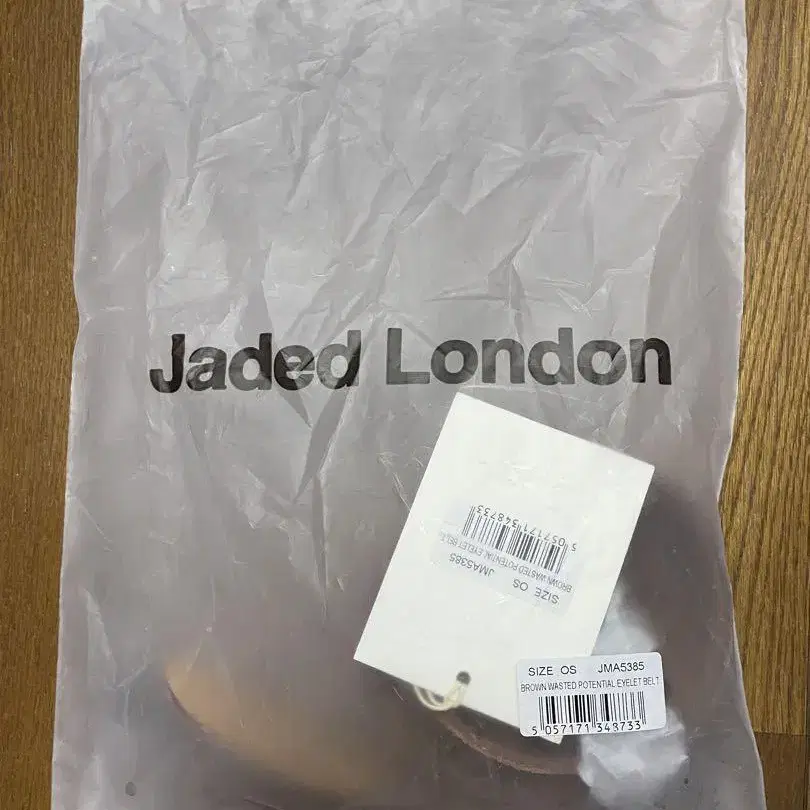 Jaded London
5 057171 348733
BROWN WASTED POTENTIAL EYELET BELT
SIZE OS JMA5385
SIZE OS JMA5385
BROWN WASTED POTENTIAL EYELET BELT
5 057171 348733